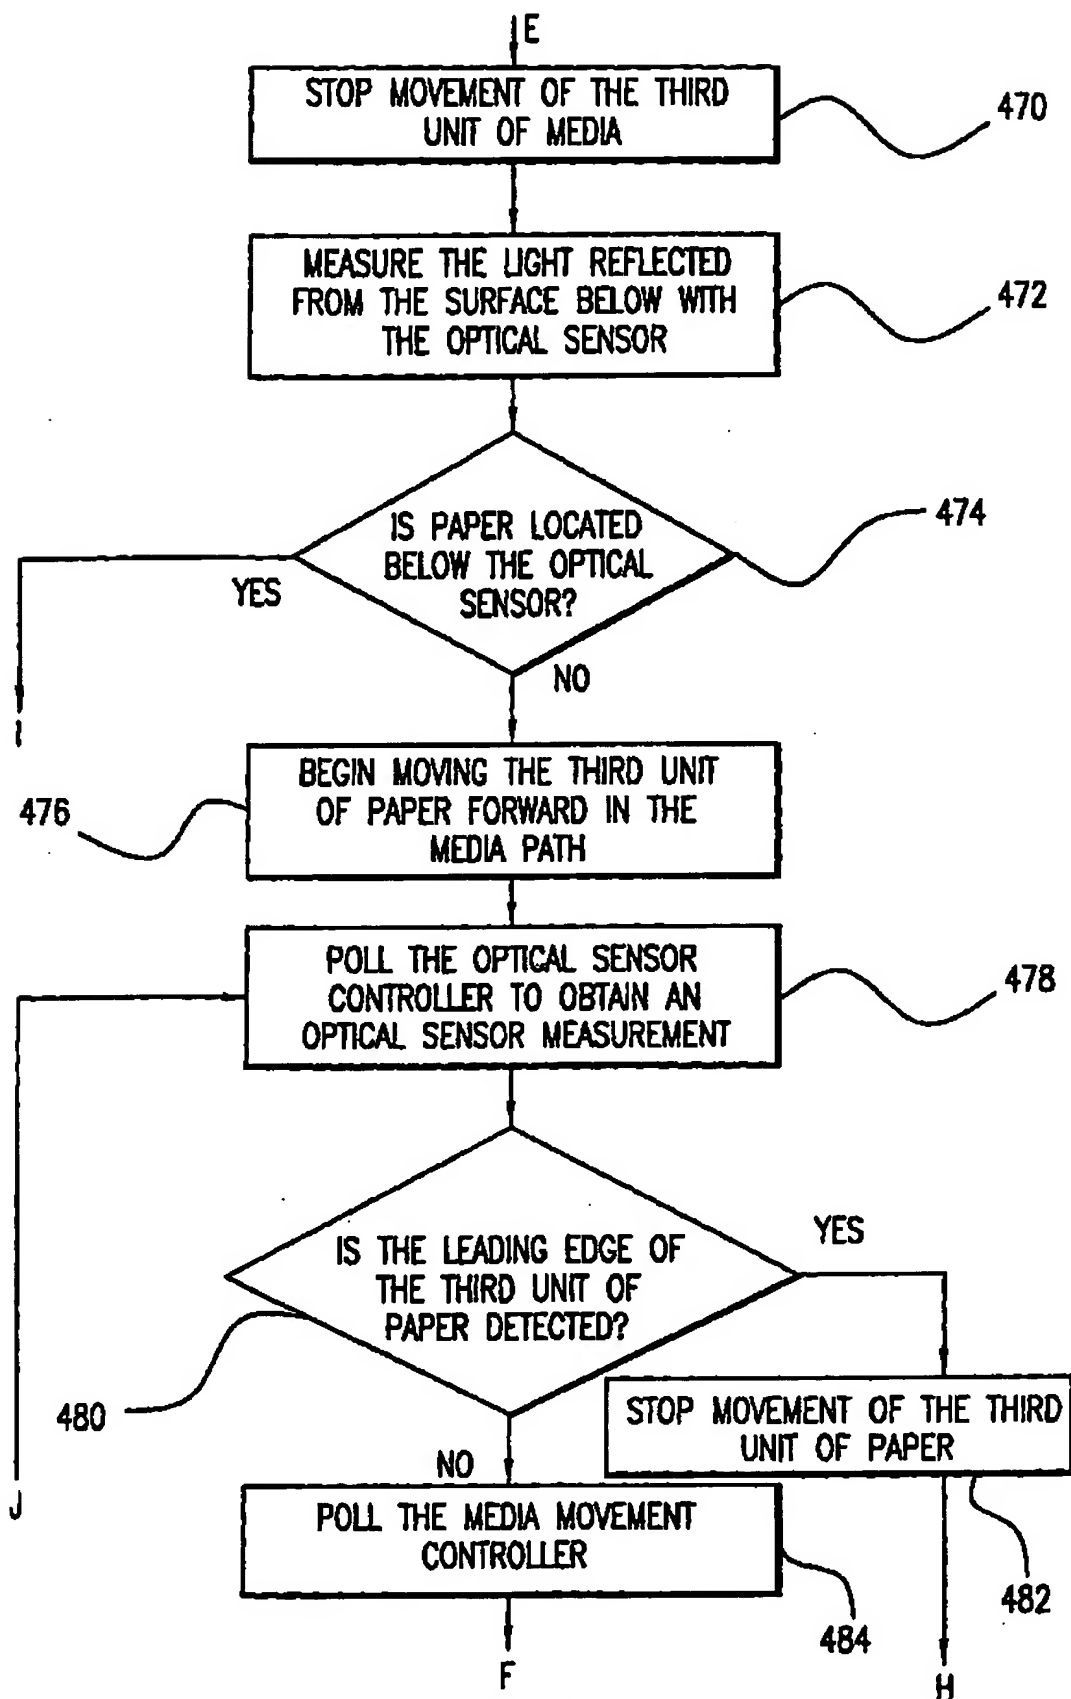 E
STOP MOVEMENT OF THE THIRD
UNIT OF MEDIA
470
MEASURE THE LIGHT REFLECTED
FROM THE SURFACE BELOW WITH
THE OPTICAL SENSOR
472
IS PAPER LOCATED
BELOW THE OPTICAL
SENSOR?
474
YES
NO
I
BEGIN MOVING THE THIRD UNIT
OF PAPER FORWARD IN THE
MEDIA PATH
476
POLL THE OPTICAL SENSOR
CONTROLLER TO OBTAIN AN
OPTICAL SENSOR MEASUREMENT
478
IS THE LEADING EDGE OF
THE THIRD UNIT OF
PAPER DETECTED?
YES
480
STOP MOVEMENT OF THE THIRD
UNIT OF PAPER
NO
J
POLL THE MEDIA MOVEMENT
CONTROLLER
482
484
F
H